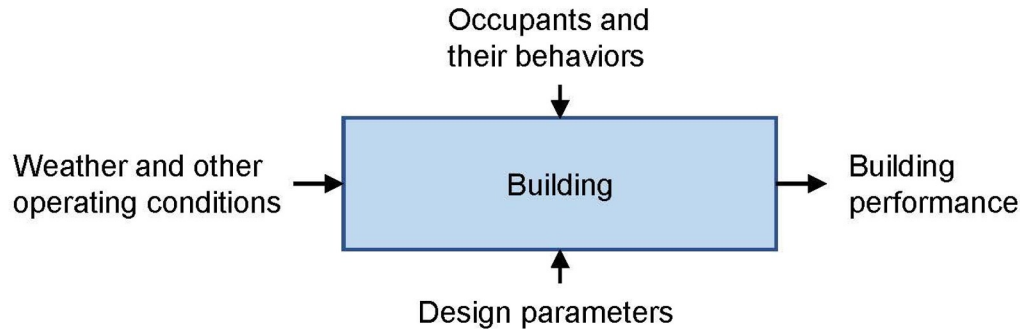 Occupants and
their behaviors
Weather and other
operating conditions
Building
Building
performance
Design parameters